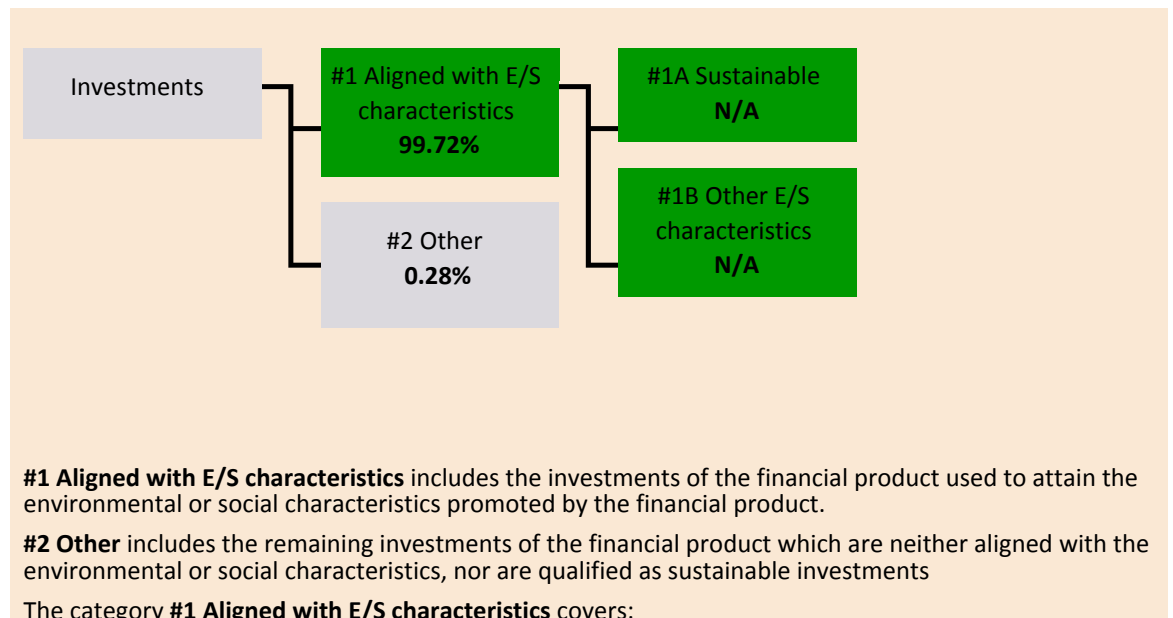 Investments
#1 Aligned with E/S
characteristics
99.72%
#2 Other
0.28%
#1A Sustainable
N/A
#1B Other E/S
characteristics
N/A
#1 Aligned with E/S characteristics includes the investments of the financial product used to attain the
environmental or social characteristics promoted by the financial product.
#2 Other includes the remaining investments of the financial product which are neither aligned with the
environmental or social characteristics, nor are qualified as sustainable investments
The category #1 Aligned with E/S characteristics covers: